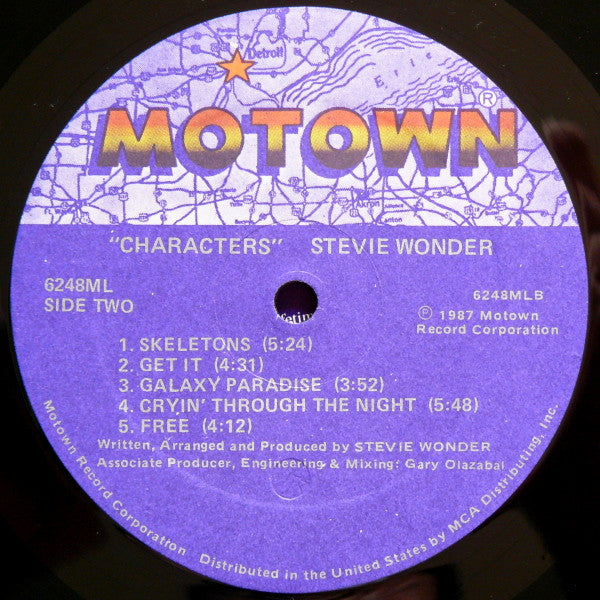 Detroit
Erie
MOTOWN®
Akron
"CHARACTERS" STEVIE WONDER
6248ML
SIDE TWO
6248MLB
℗ 1987 Motown
Record Corporation
1. SKELETONS (5:24)
2. GET IT (4:31)
3. GALAXY PARADISE (3:52)
4. CRYIN' THROUGH THE NIGHT (5:48)
5. FREE (4:12)
Written, Arranged and Produced by STEVIE WONDER
Associate Producer, Engineering & Mixing: Gary Olazabal
Motown Record Corporation Distributed in the United States by MCA Distributing, Inc.